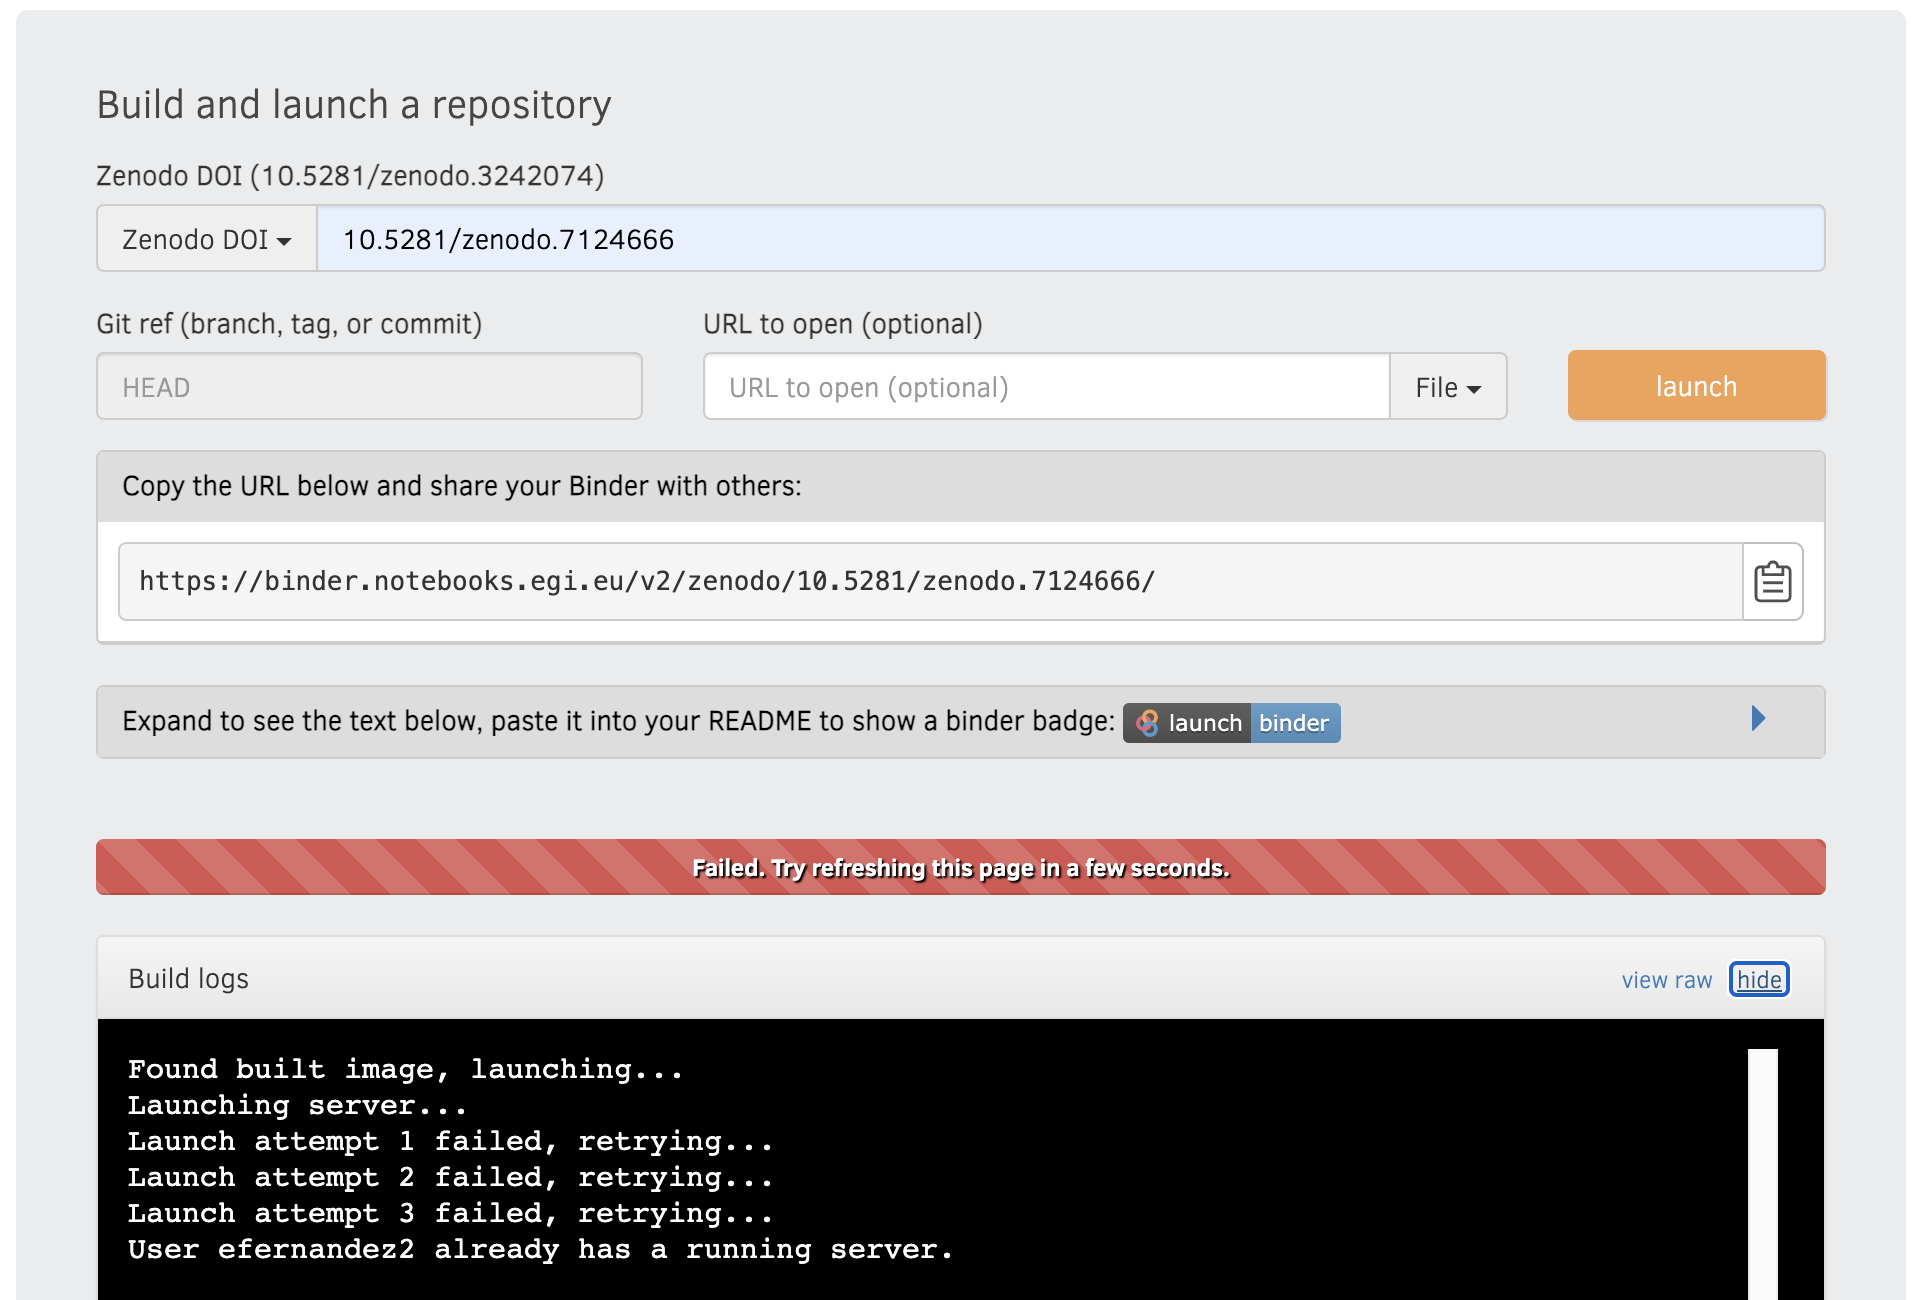 Build and launch a repository
Zenodo DOI (10.5281/zenodo.3242074)
Zenodo DOI 10.5281/zenodo.7124666
Git ref (branch, tag, or commit) URL to open (optional)
HEAD URL to open (optional) File launch
Copy the URL below and share your Binder with others:
https://binder.notebooks.egi.eu/v2/zenodo/10.5281/zenodo.7124666/
Expand to see the text below, paste it into your README to show a binder badge: launch binder
Failed. Try refreshing this page in a few seconds.
Build logs view raw hide
Found built image, launching...
Launching server...
Launch attempt 1 failed, retrying...
Launch attempt 2 failed, retrying...
Launch attempt 3 failed, retrying...
User efernandez2 already has a running server.